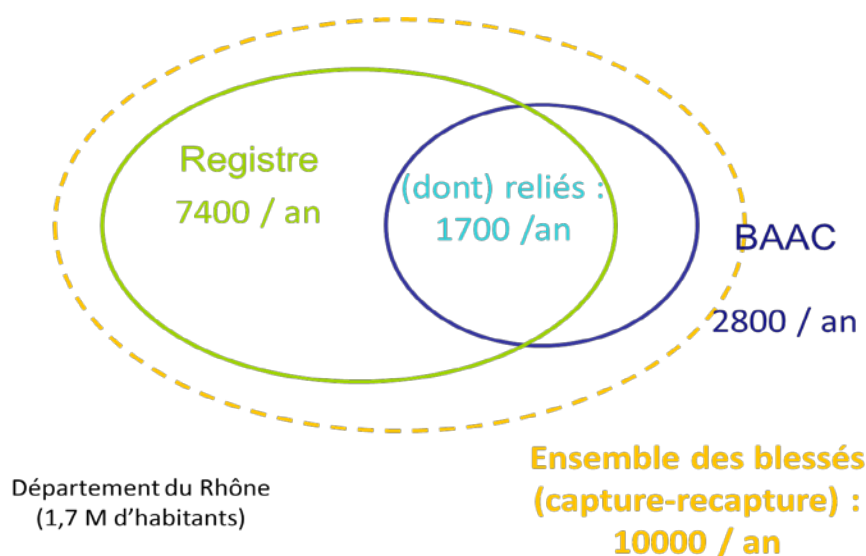 Registre
7400 / an
(dont) reliés :
1700 /an
BAAC
2800 / an
Ensemble des blessés
(capture-recapture) :
10000 / an
Département du Rhône
(1,7 M d’habitants)